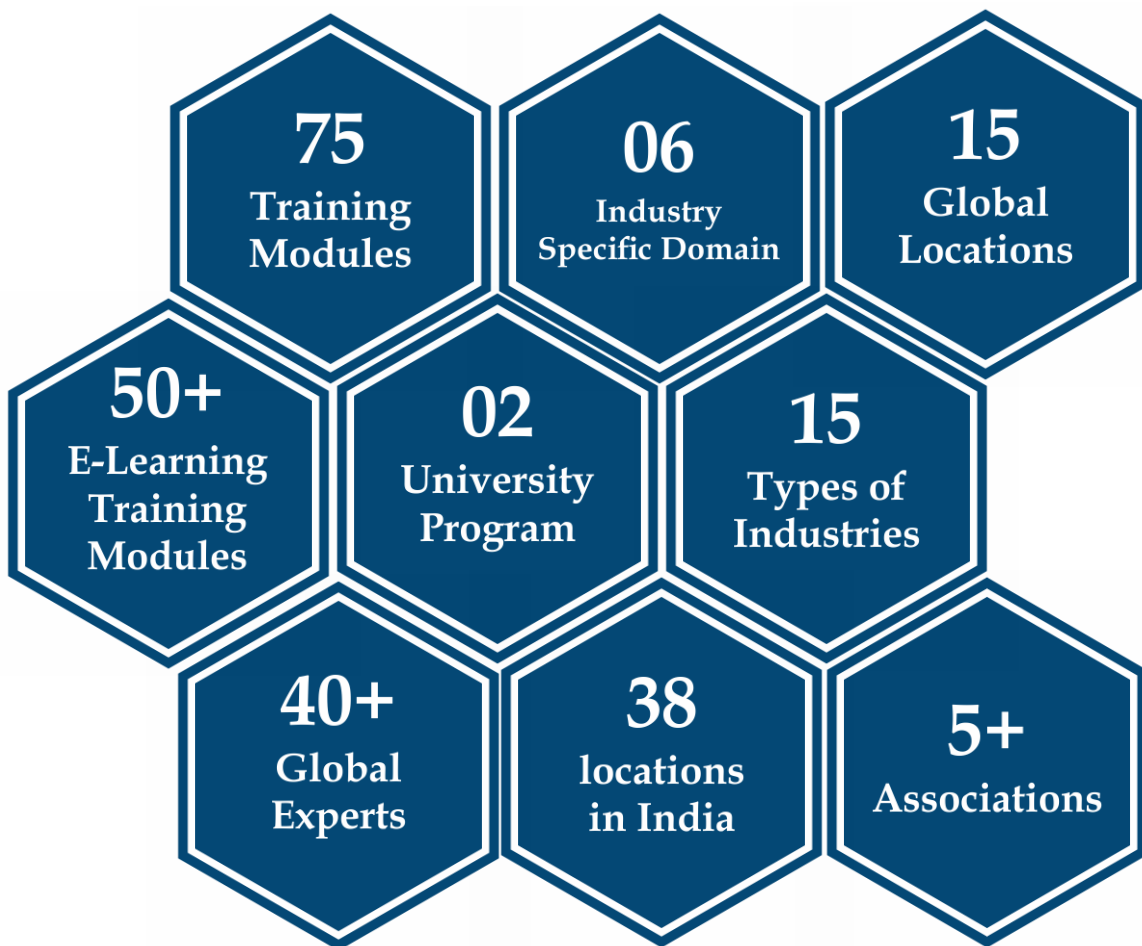 75
Training
Modules
06
Industry
Specific Domain
15
Global
Locations
50+
E-Learning
Training
Modules
02
University
Program
15
Types of
Industries
40+
Global
Experts
38
locations
in India
5+
Associations